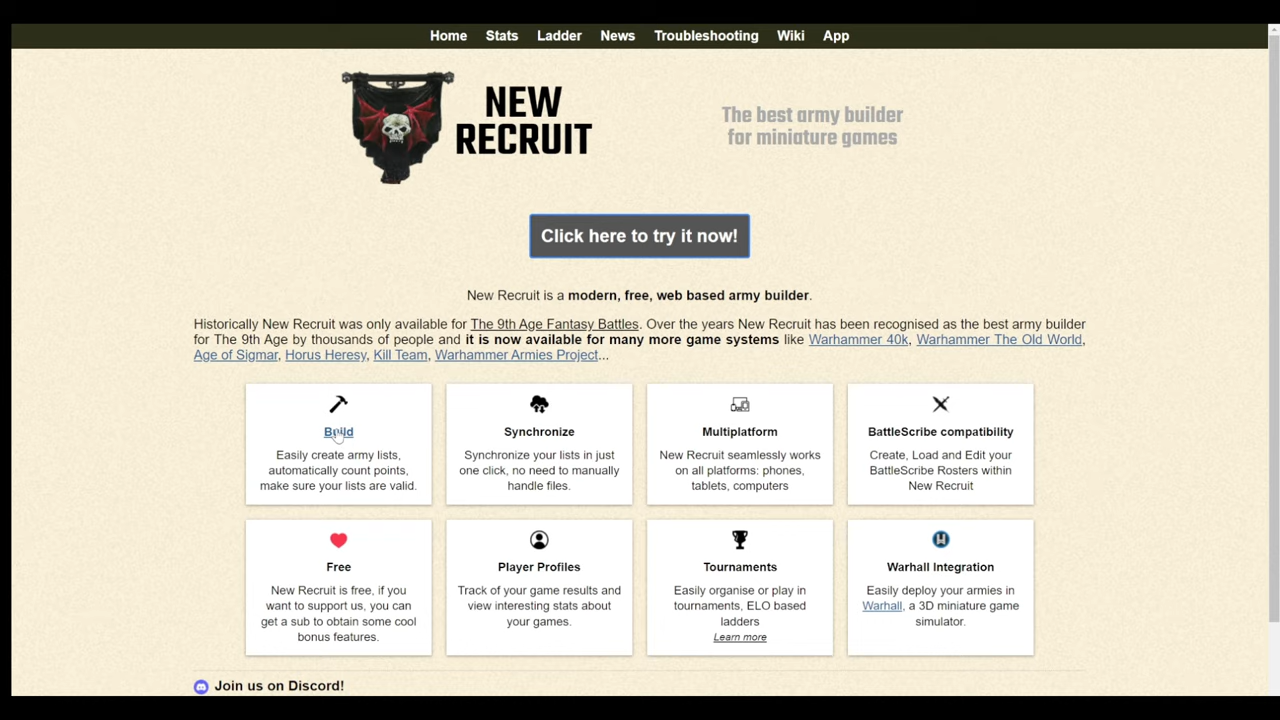 Home Stats Ladder News Troubleshooting Wiki App
NEW
RECRUIT
The best army builder
for miniature games
Click here to try it now!
New Recruit is a modern, free, web based army builder.
Historically New Recruit was only available for The 9th Age Fantasy Battles. Over the years New Recruit has been recognised as the best army builder
for The 9th Age by thousands of people and it is now available for many more game systems like Warhammer 40k, Warhammer The Old World,
Age of Sigmar, Horus Heresy, Kill Team, Warhammer Armies Project...
Build
Easily create army lists,
automatically count points,
make sure your lists are valid.
Synchronize
Synchronize your lists in just
one click, no need to manually
handle files.
Multiplatform
New Recruit seamlessly works
on all platforms: phones,
tablets, computers
BattleScribe compatibility
Create, Load and Edit your
BattleScribe Rosters within
New Recruit
Free
New Recruit is free, if you
want to support us, you can
get a sub to obtain some cool
bonus features.
Player Profiles
Track of your game results and
view interesting stats about
your games.
Tournaments
Easily organise or play in
tournaments, ELO based
ladders
Learn more
Warhall Integration
Easily deploy your armies in
Warhall, a 3D miniature game
simulator.
Join us on Discord!